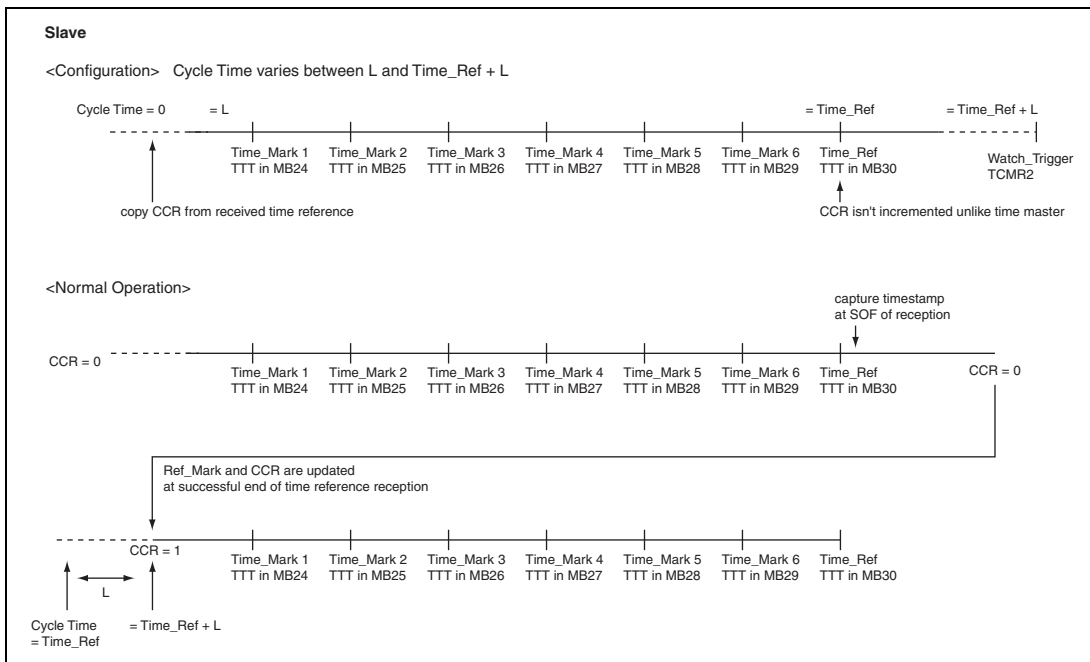 Slave
<Configuration> Cycle Time varies between L and Time_Ref + L
Cycle Time = 0 = L = Time_Ref = Time_Ref + L
Time_Mark 1 Time_Mark 2 Time_Mark 3 Time_Mark 4 Time_Mark 5 Time_Mark 6 Time_Ref
TTT in MB24 TTT in MB25 TTT in MB26 TTT in MB27 TTT in MB28 TTT in MB29 TTT in MB30
Watch_Trigger
TCMR2
copy CCR from received time reference
CCR isn't incremented unlike time master
<Normal Operation>
capture timestamp
at SOF of reception
CCR = 0
Time_Mark 1 Time_Mark 2 Time_Mark 3 Time_Mark 4 Time_Mark 5 Time_Mark 6 Time_Ref
TTT in MB24 TTT in MB25 TTT in MB26 TTT in MB27 TTT in MB28 TTT in MB29 TTT in MB30
CCR = 0
Ref_Mark and CCR are updated
at successful end of time reference reception
CCR = 1
Time_Mark 1 Time_Mark 2 Time_Mark 3 Time_Mark 4 Time_Mark 5 Time_Mark 6 Time_Ref
TTT in MB24 TTT in MB25 TTT in MB26 TTT in MB27 TTT in MB28 TTT in MB29 TTT in MB30
L
Cycle Time
= Time_Ref
= Time_Ref + L